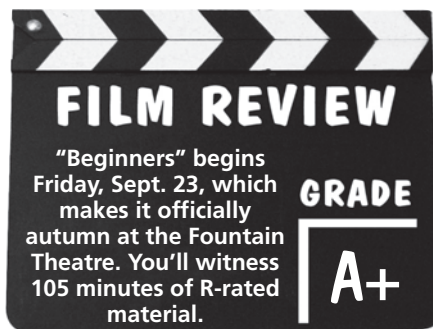 FILM REVIEW
“Beginners” begins
Friday, Sept. 23, which
makes it officially
autumn at the Fountain
Theatre. You’ll witness
105 minutes of R-rated
material.
GRADE
A+